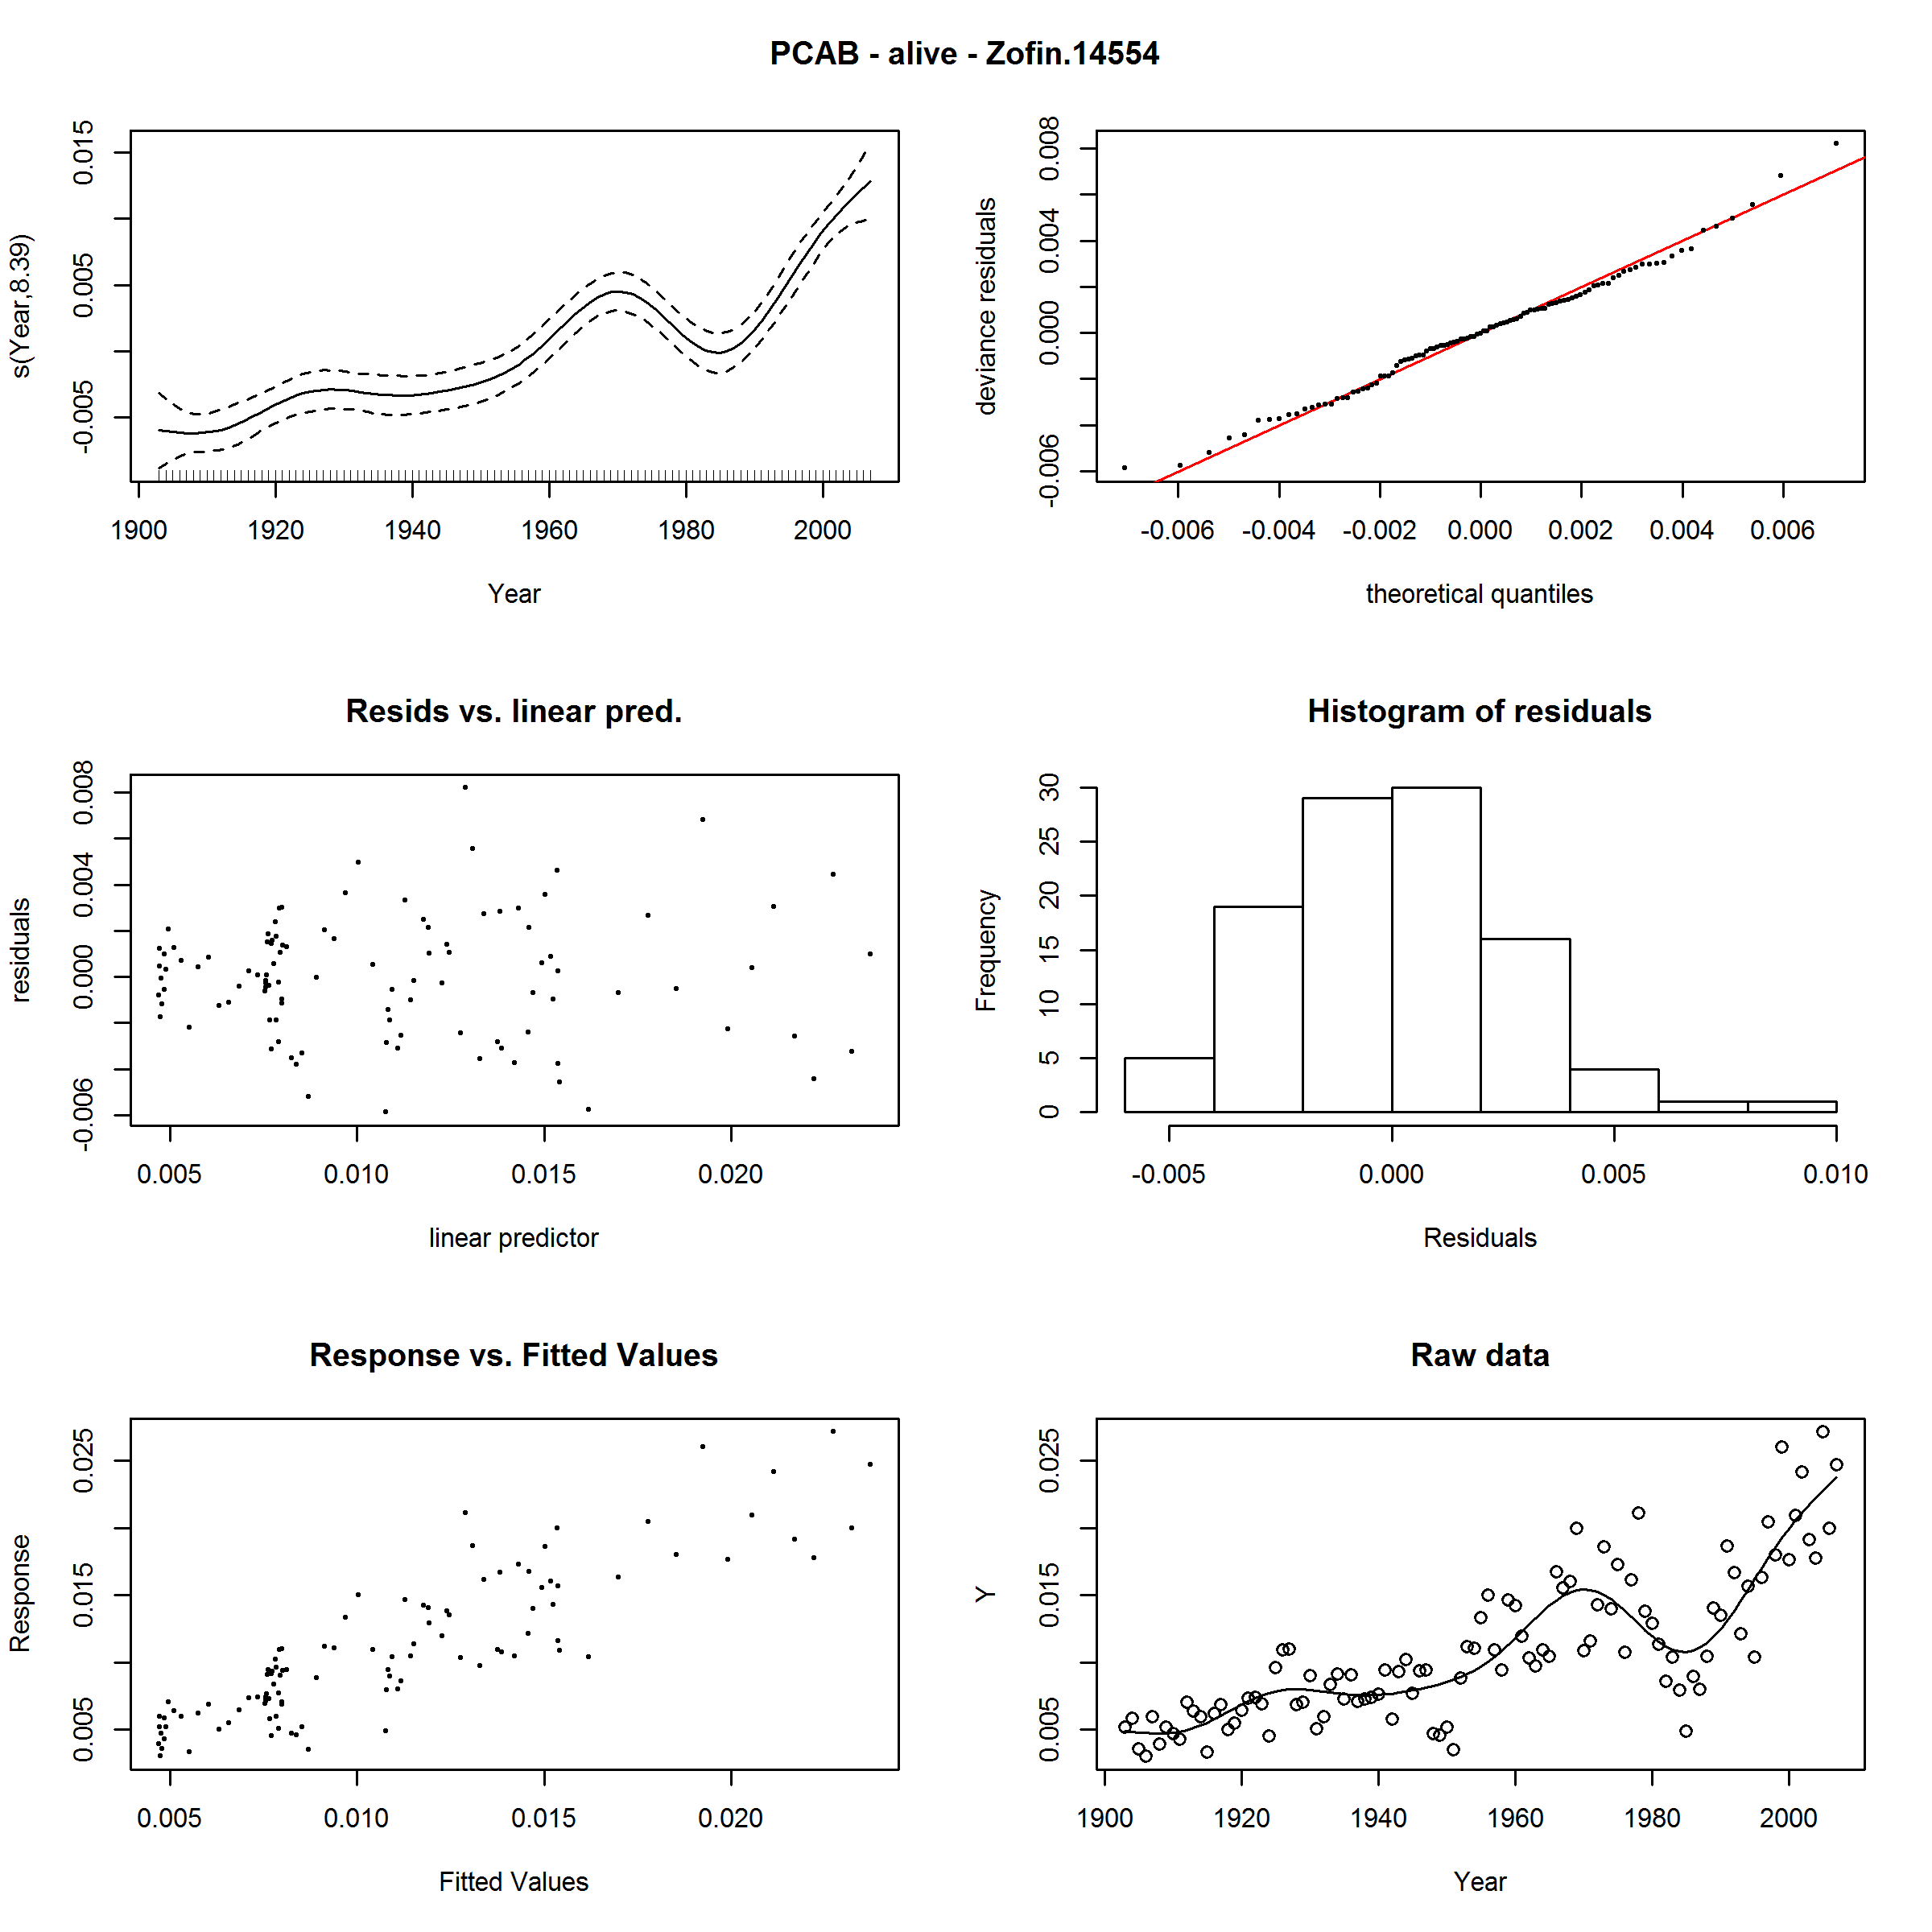 PCAB - alive - Zofin.14554
s(Year,8.39)
-0.005 0.005 0.015
1900 1920 1940 1960 1980 2000
Year
deviance residuals
-0.006 0.000 0.004 0.008
-0.006 -0.004 -0.002 0.000 0.002 0.004 0.006
theoretical quantiles
Resids vs. linear pred.
residuals
-0.006 0.000 0.004 0.008
0.005 0.010 0.015 0.020
linear predictor
Histogram of residuals
Frequency
0 5 10 15 20 25 30
-0.005 0.000 0.005 0.010
Residuals
Response vs. Fitted Values
Response
0.005 0.015 0.025
0.005 0.010 0.015 0.020
Fitted Values
Raw data
Y
0.005 0.015 0.025
1900 1920 1940 1960 1980 2000
Year